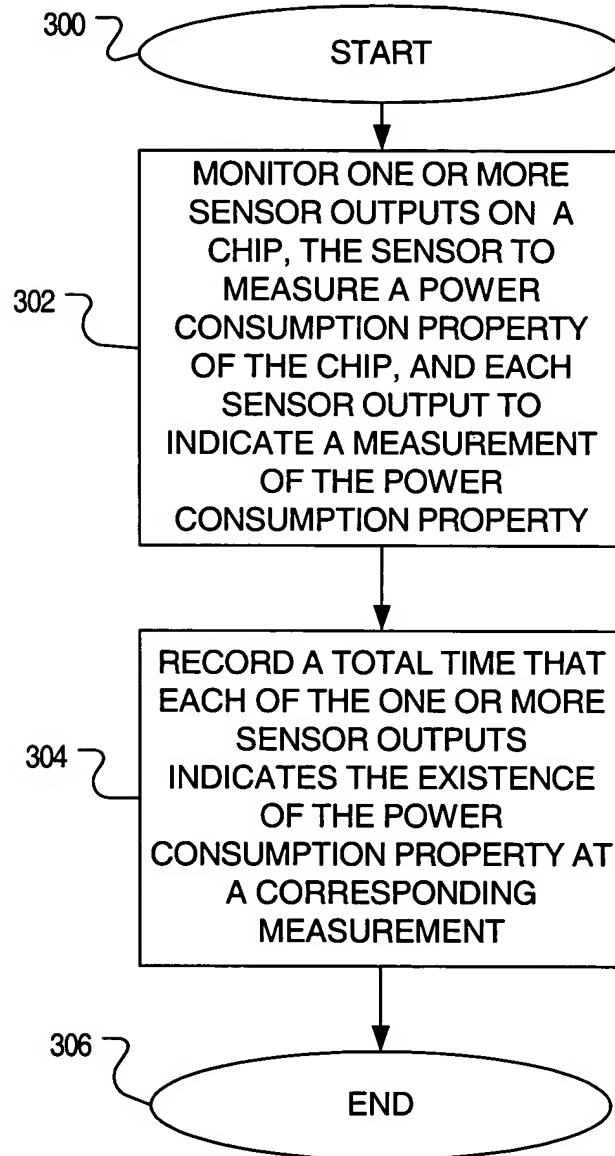 300
START
MONITOR ONE OR MORE
SENSOR OUTPUTS ON A
CHIP, THE SENSOR TO
MEASURE A POWER
302
CONSUMPTION PROPERTY
OF THE CHIP, AND EACH
SENSOR OUTPUT TO
INDICATE A MEASUREMENT
OF THE POWER
CONSUMPTION PROPERTY
RECORD A TOTAL TIME THAT
EACH OF THE ONE OR MORE
SENSOR OUTPUTS
304
INDICATES THE EXISTENCE
OF THE POWER
CONSUMPTION PROPERTY AT
A CORRESPONDING
MEASUREMENT
306
END